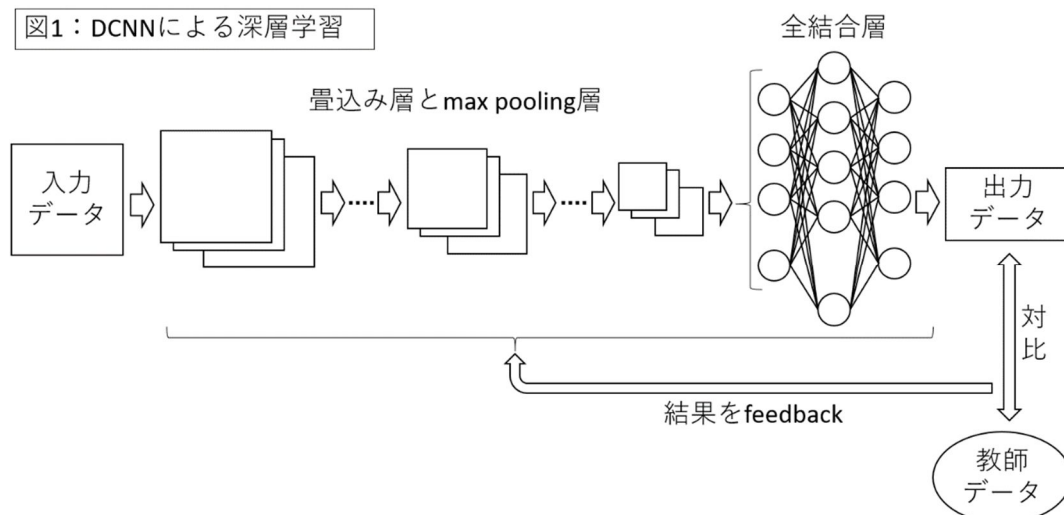 図1：DCNNによる深層学習
全結合層
畳込み層とmax pooling層
入力
データ
出力
データ
対
比
結果をfeedback
教師
データ